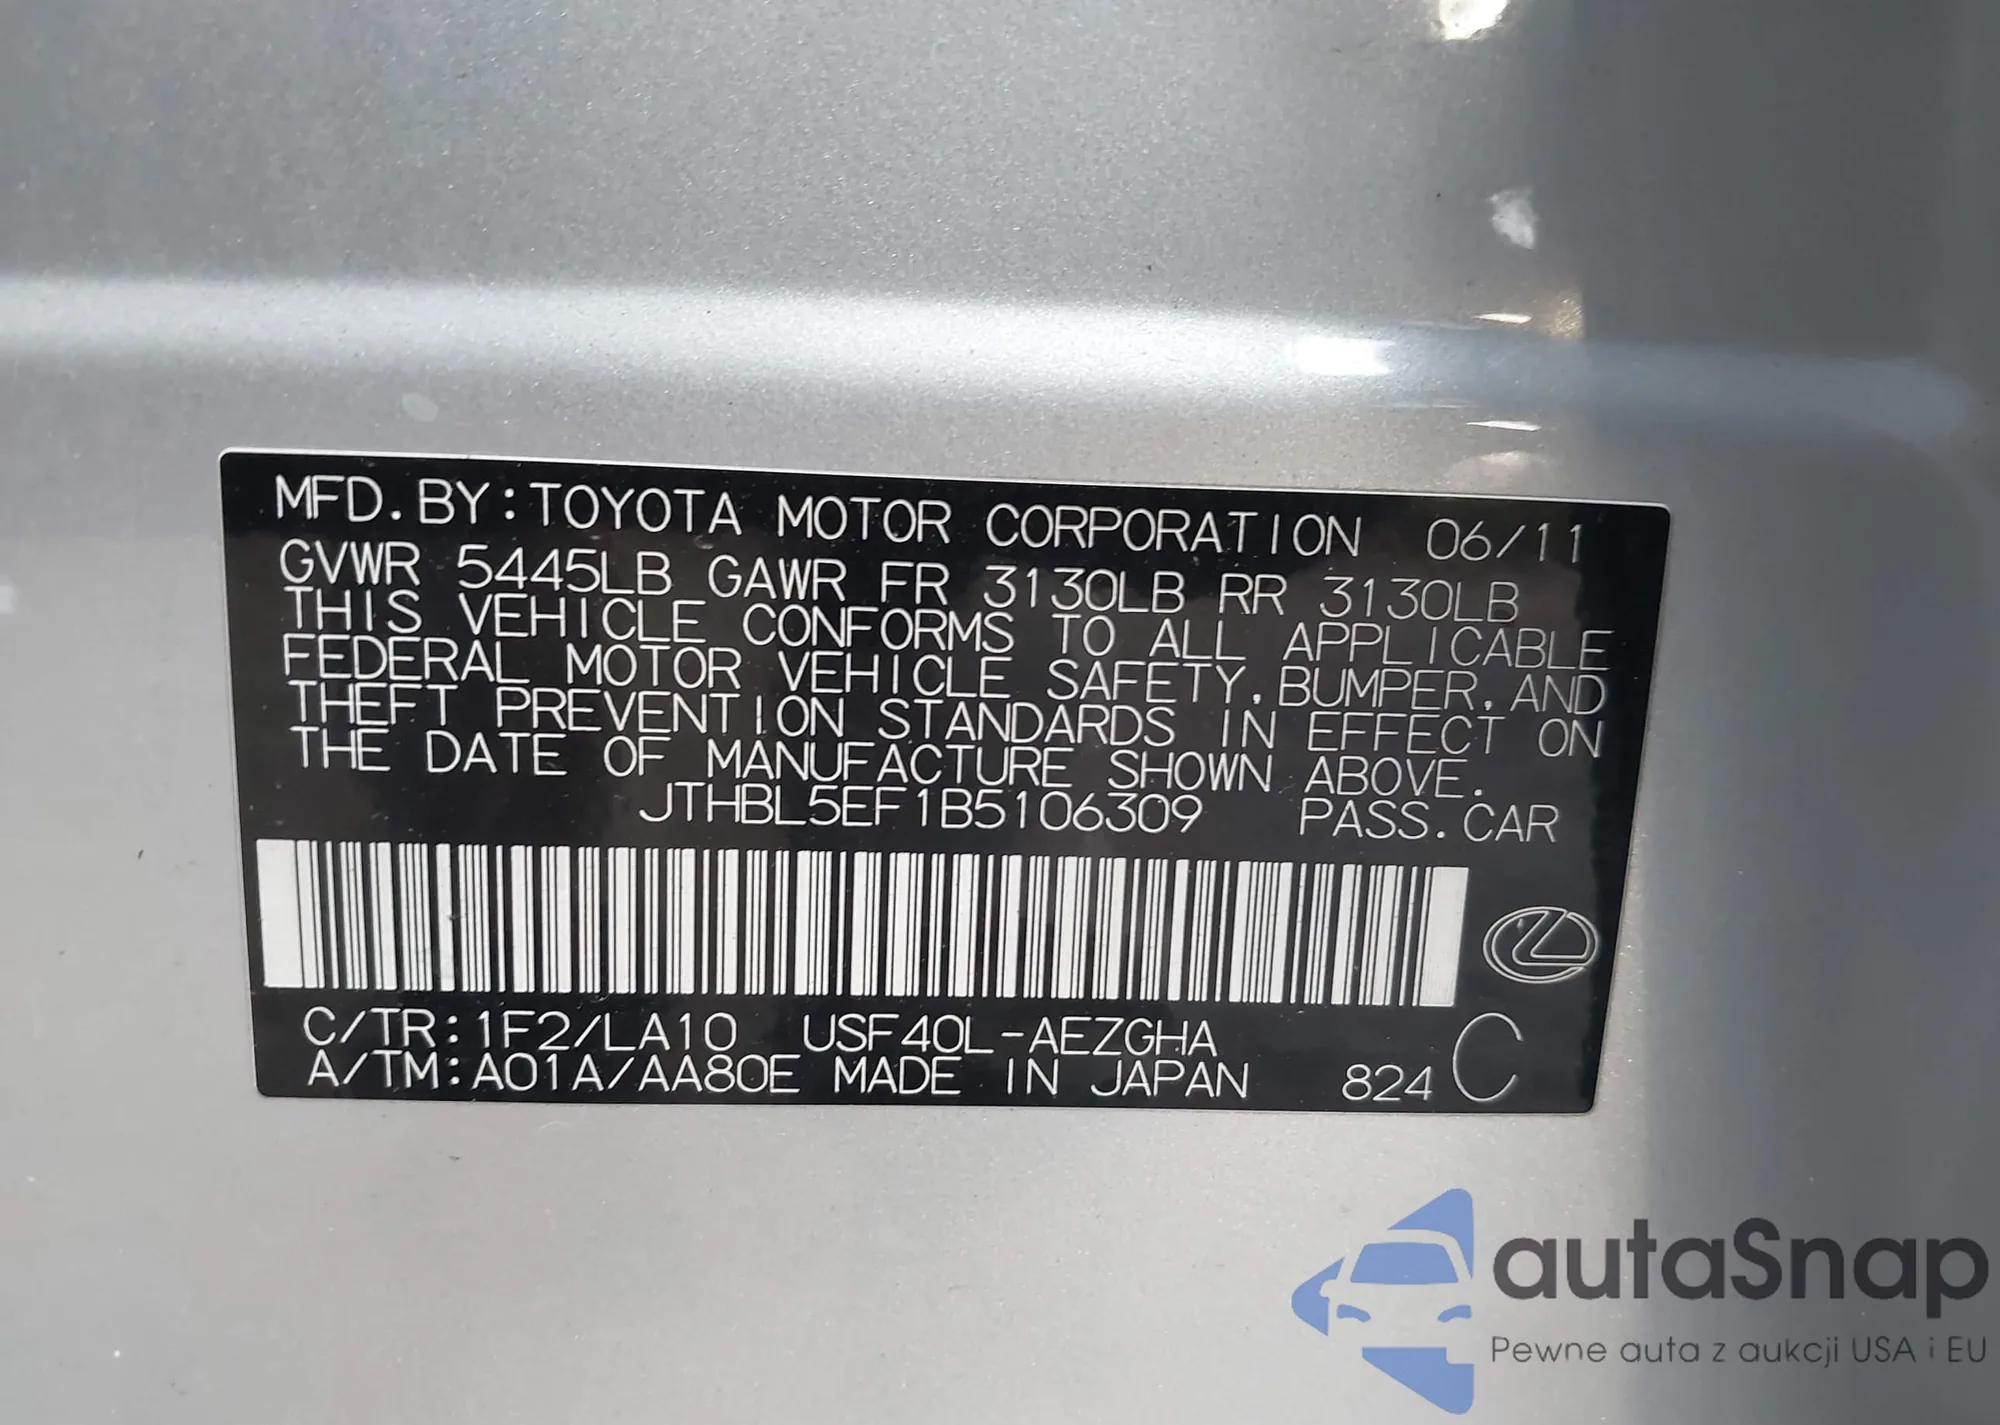 MFD. BY: TOYOTA MOTOR CORPORATION 06/11
GVWR 5445LB GAWR FR 3130LB RR 3130LB
THIS VEHICLE CONFORMS TO ALL APPLICABLE
FEDERAL MOTOR VEHICLE SAFETY, BUMPER, AND
THEFT PREVENTION STANDARDS IN EFFECT ON
THE DATE OF MANUFACTURE SHOWN ABOVE.
JTHBL5EF1B5106309 PASS. CAR
C/TR: 1F2/LA10 USF40L-AEZGHA
A/TM: A01A/AA80E MADE IN JAPAN 824 C
autaSnap
Pewne auta z aukcji USA i EU